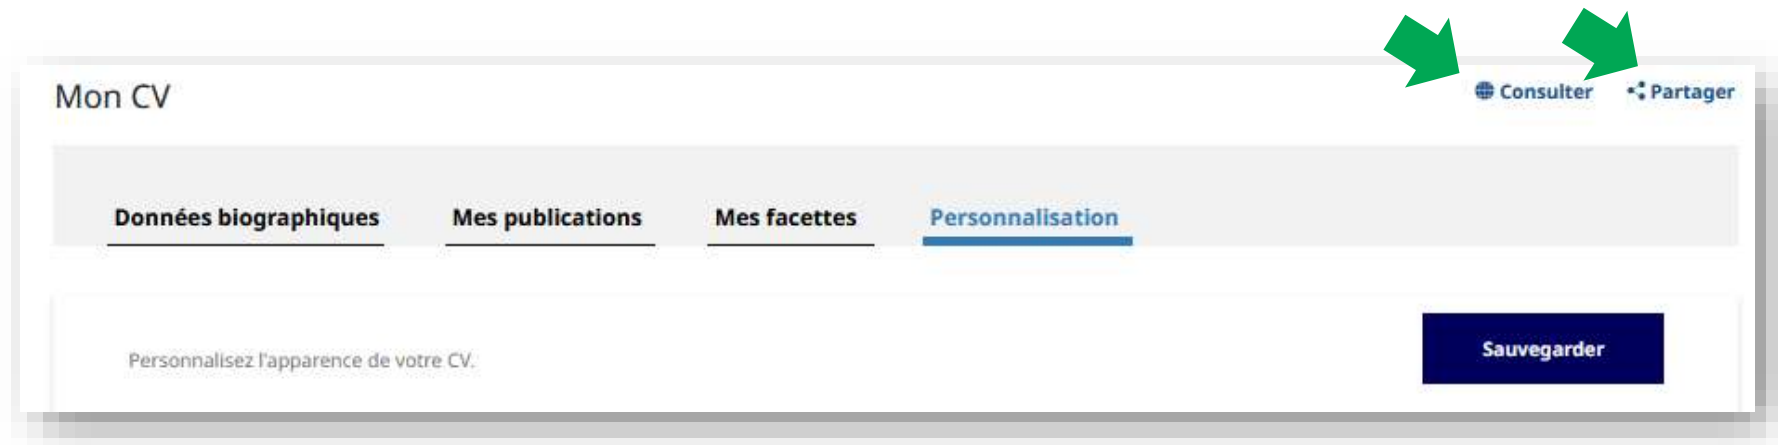 Mon CV
Consulter
Partager
Données biographiques
Mes publications
Mes facettes
Personnalisation
Sauvegarder
Personnalisez l'apparence de votre CV.